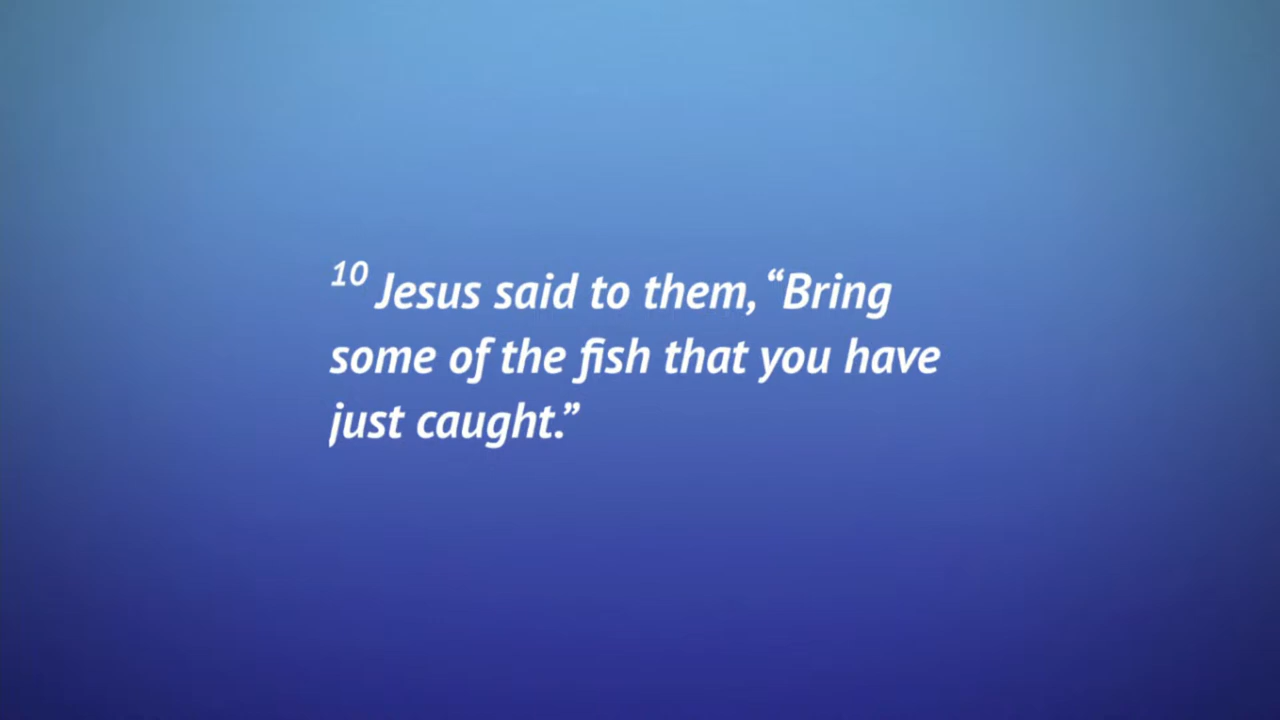 10 Jesus said to them, “Bring
some of the fish that you have
just caught.”